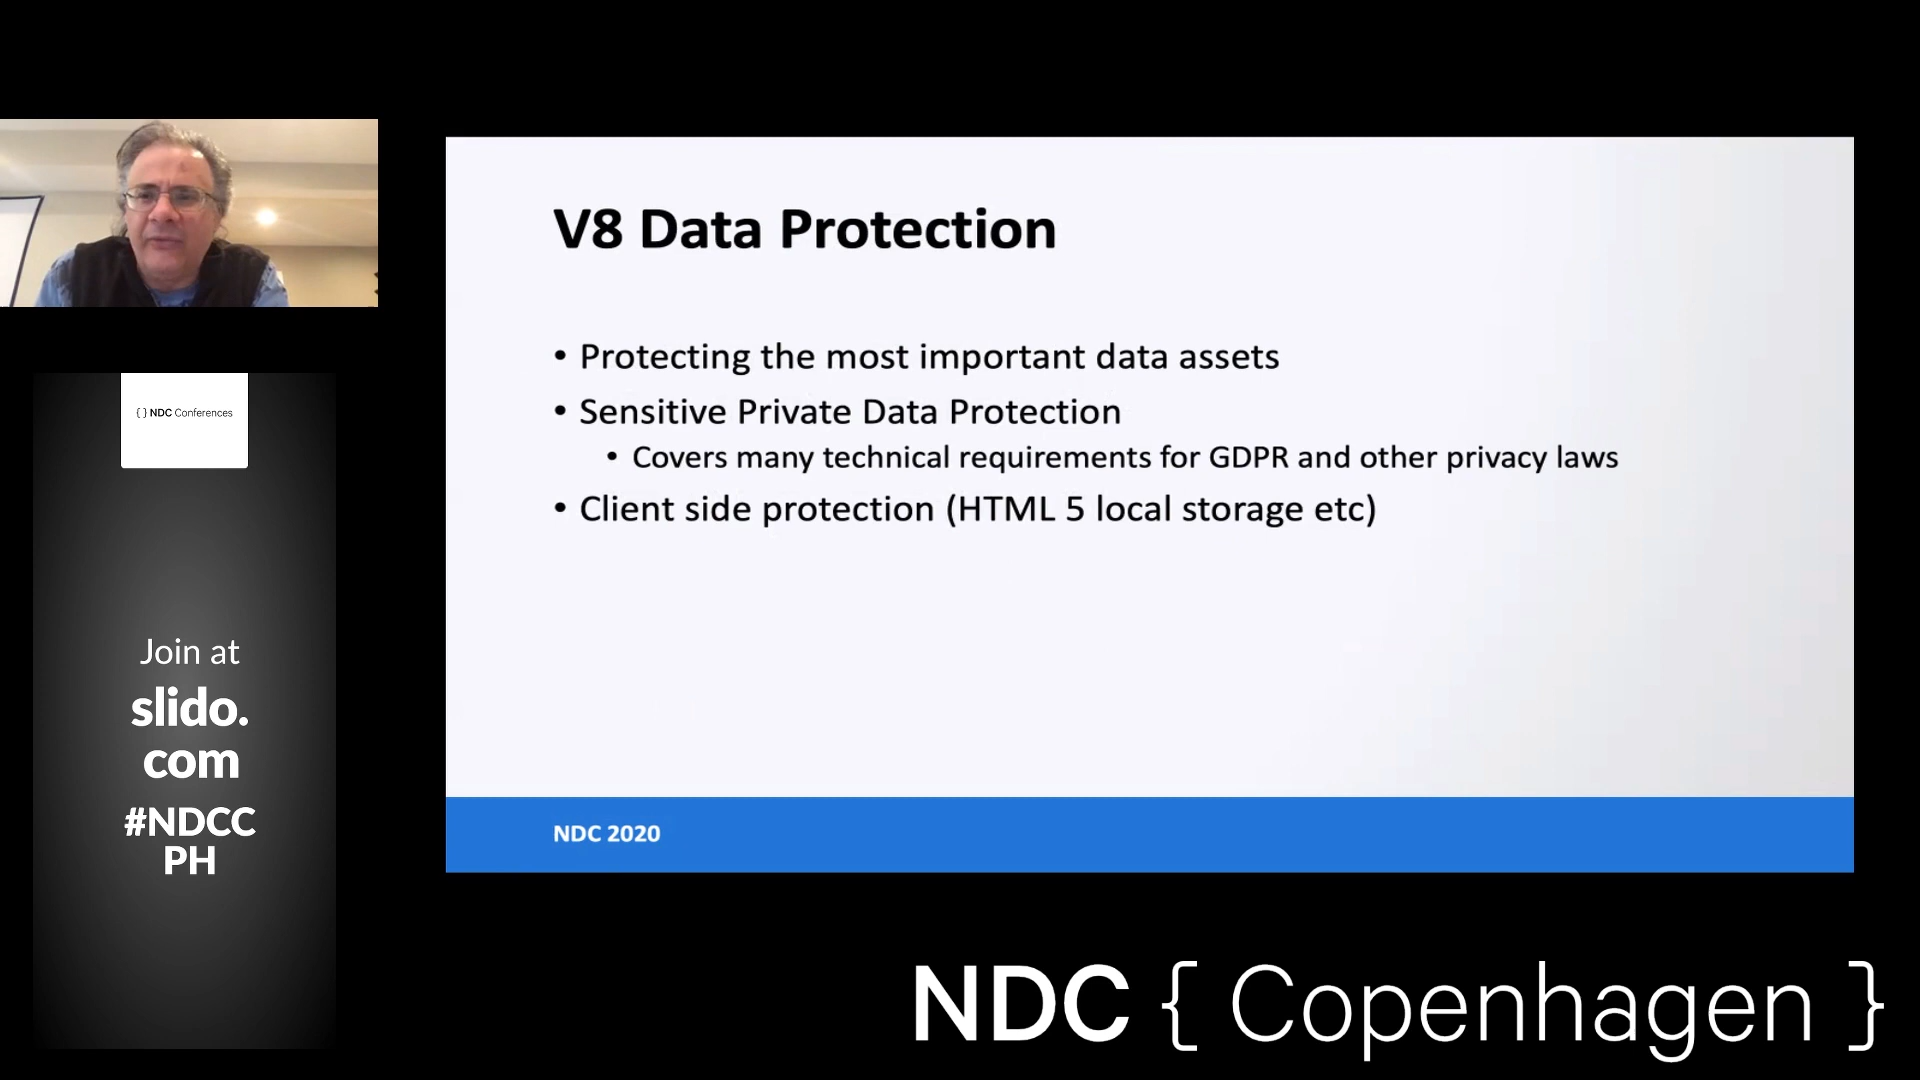 { } NDC Conferences
Join at
slido.
com
#NDCC
PH
V8 Data Protection
• Protecting the most important data assets
• Sensitive Private Data Protection
• Covers many technical requirements for GDPR and other privacy laws
• Client side protection (HTML 5 local storage etc)
NDC 2020
NDC { Copenhagen }